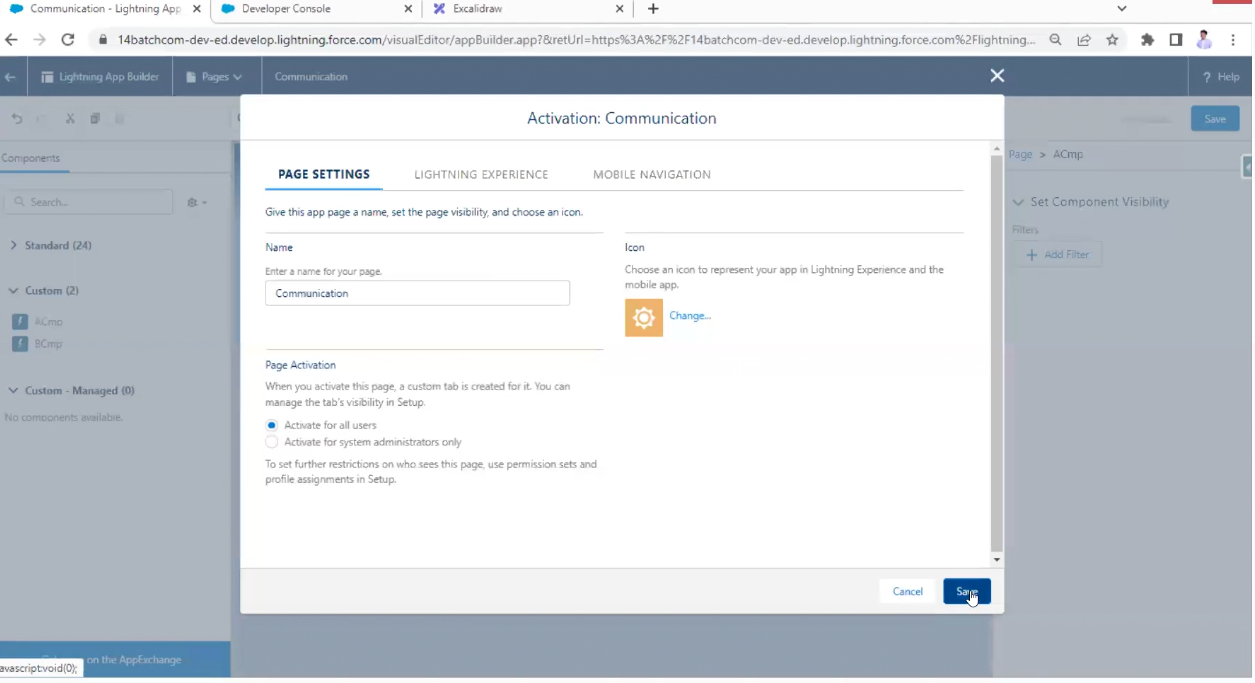 Communication - Lightning App
Developer Console
Excalidraw
14batchcom-dev-ed.develop.lightning.force.com/visualEditor/appBuilder.app?&retUrl=https%3A%2F%2F14batchcom-dev-ed.develop.lightning.force.com%2Flightning...
Lightning App Builder
Pages
Communication
? Help
Save
Activation: Communication
Components
Page > ACmp
PAGE SETTINGS
LIGHTNING EXPERIENCE
MOBILE NAVIGATION
Search...
Set Component Visibility
Give this app page a name, set the page visibility, and choose an icon.
Filters
Standard (24)
Name
Icon
+ Add Filter
Enter a name for your page.
Choose an icon to represent your app in Lightning Experience and the
mobile app.
Custom (2)
Communication
ACmp
Change...
BCmp
Page Activation
When you activate this page, a custom tab is created for it. You can
manage the tab's visibility in Setup.
Custom - Managed (0)
No components available.
Activate for all users
Activate for system administrators only
To set further restrictions on who sees this page, use permission sets and
profile assignments in Setup.
Cancel
Save
on the AppExchange
avascript:void(0);